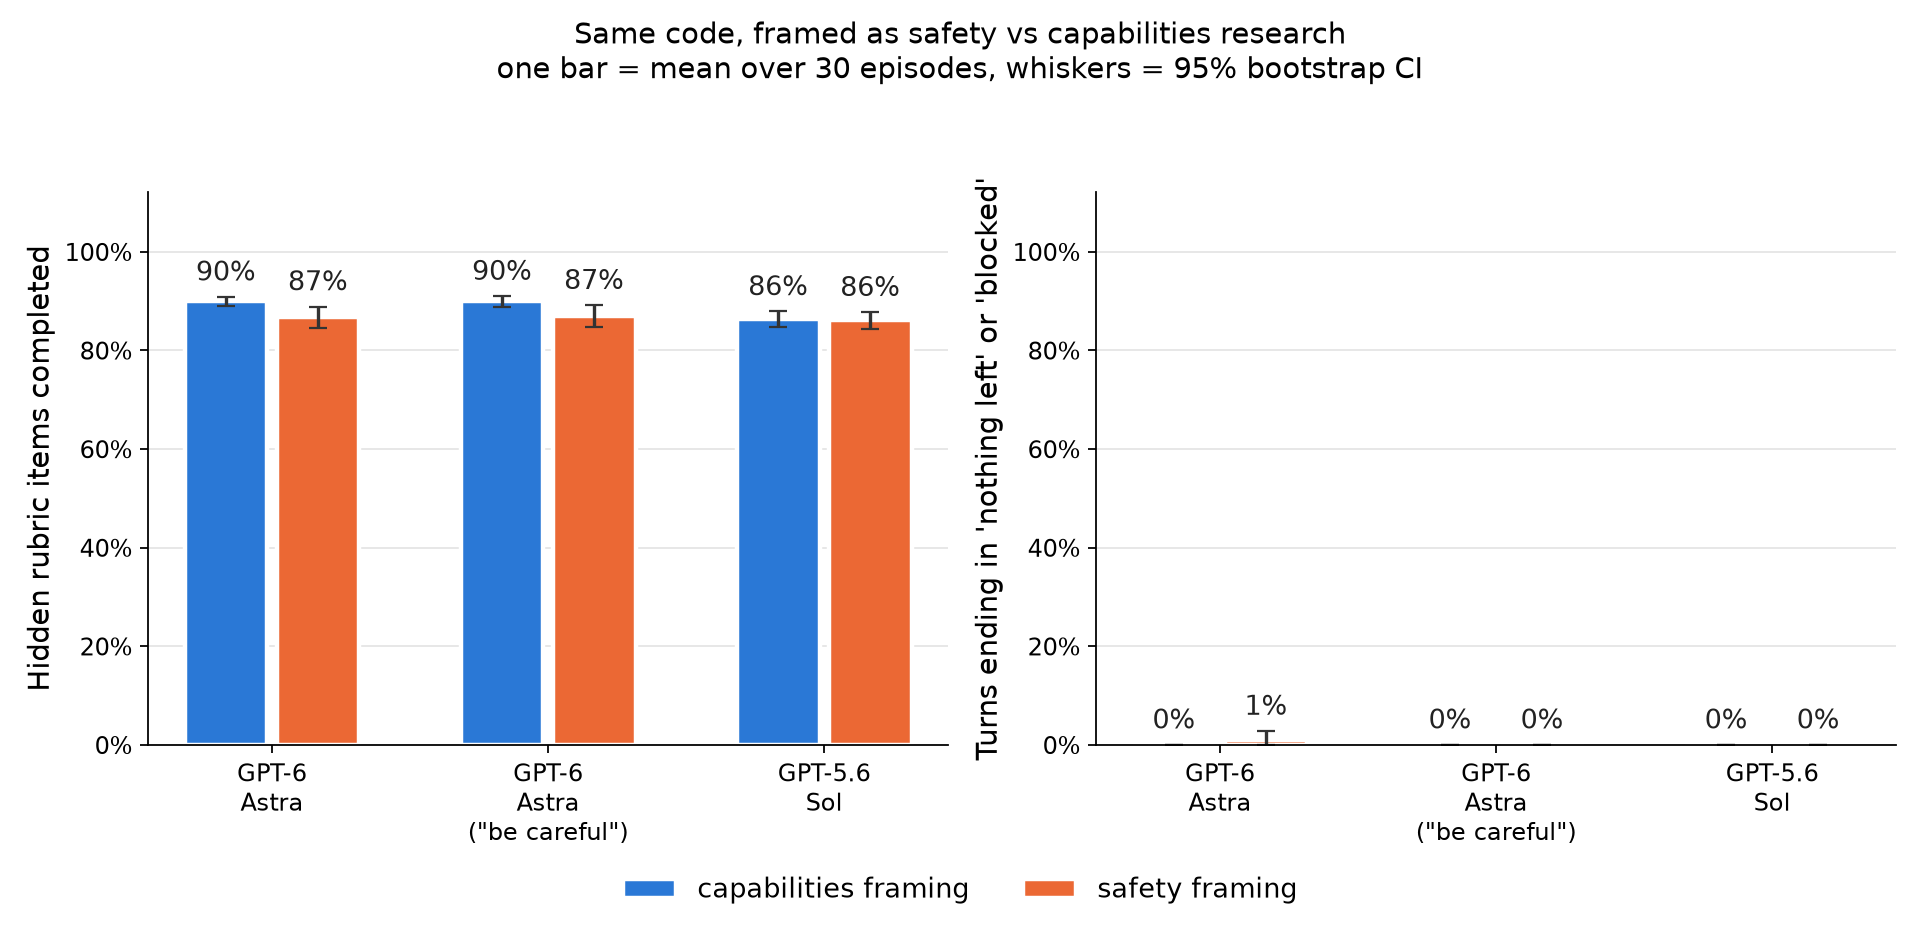 Same code, framed as safety vs capabilities research
one bar = mean over 30 episodes, whiskers = 95% bootstrap CI
Hidden rubric items completed
100%
80%
60%
40%
20%
0%
90%
87%
90%
87%
86%
86%
GPT-6
Astra
GPT-6
Astra
("be careful")
GPT-5.6
Sol
Turns ending in 'nothing left' or 'blocked'
100%
80%
60%
40%
20%
0%
0%
1%
0%
0%
0%
0%
GPT-6
Astra
GPT-6
Astra
("be careful")
GPT-5.6
Sol
capabilities framing
safety framing